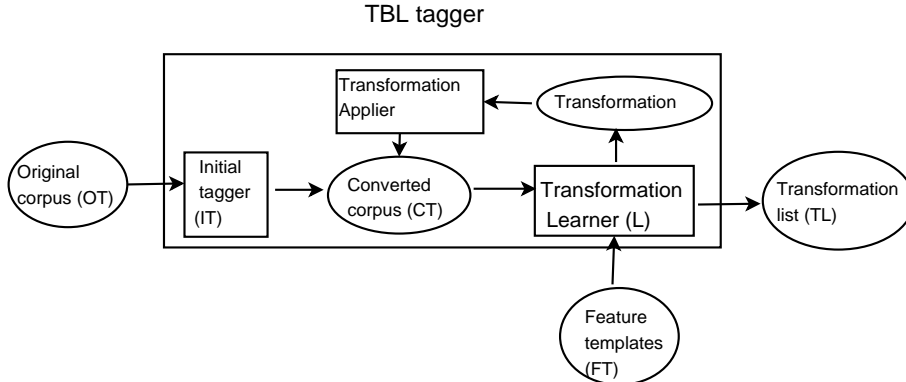 TBL tagger
Transformation
Applier
Transformation
Original
corpus (OT)
Initial
tagger
(IT)
Converted
corpus (CT)
Transformation
Learner (L)
Transformation
list (TL)
Feature
templates
(FT)